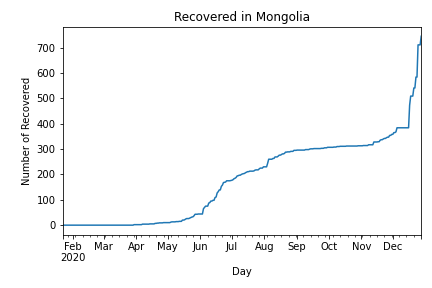 Recovered in Mongolia
Number of Recovered
700
600
500
400
300
200
100
0
Feb Mar Apr May Jun Jul Aug Sep Oct Nov Dec
2020
Day